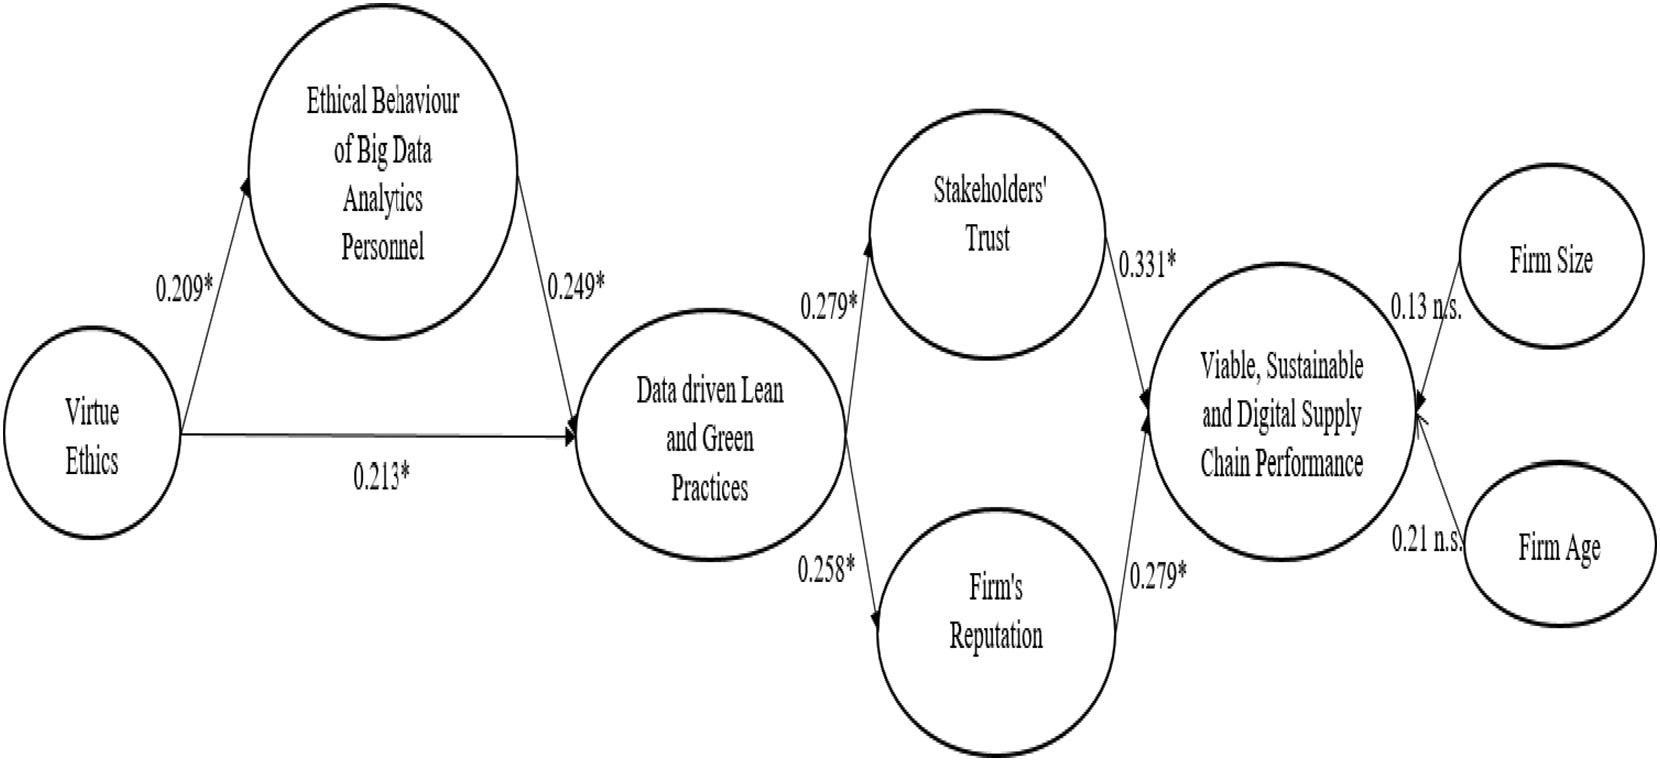 Ethical Behaviour
of Big Data
Analytics
Personnel
0.209*
0.249*
Virtue
Ethics
0.213*
Data driven Lean
and Green
Practices
0.279*
0.258*
Stakeholders'
Trust
Firm's
Reputation
0.331*
0.279*
Viable, Sustainable
and Digital Supply
Chain Performance
0.13 n.s.
0.21 n.s.
Firm Size
Firm Age